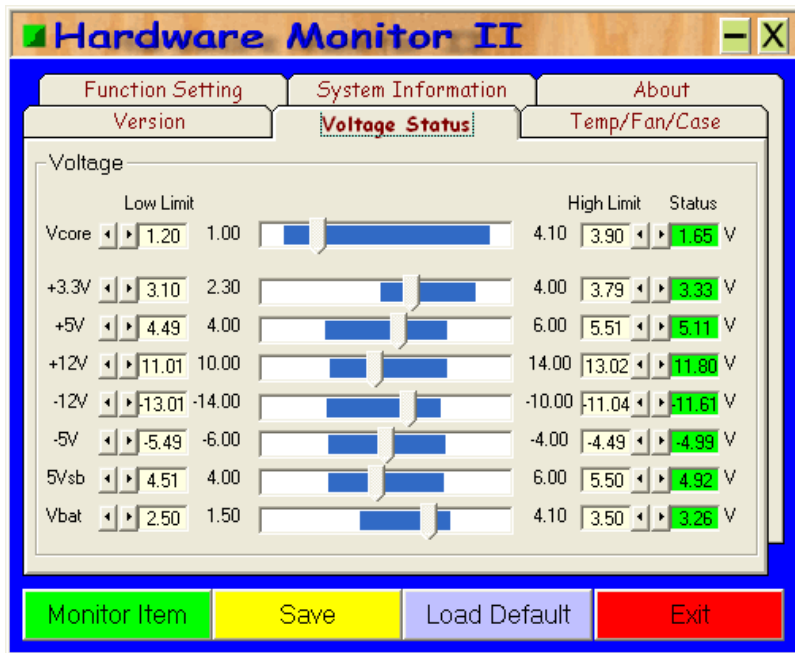 Hardware Monitor II
Function Setting System Information About
Version Voltage Status Temp/Fan/Case
Voltage
Low Limit High Limit Status
Vcore 1.20 1.00 4.10 3.90 1.65 V
+3.3V 3.10 2.30 4.00 3.79 3.33 V
+5V 4.49 4.00 6.00 5.51 5.11 V
+12V 11.01 10.00 14.00 13.02 11.80 V
-12V -13.01 -14.00 -10.00 -11.04 -11.61 V
-5V -5.49 -6.00 -4.00 -4.49 -4.99 V
5Vsb 4.51 4.00 6.00 5.50 4.92 V
Vbat 2.50 1.50 4.10 3.50 3.26 V
Monitor Item Save Load Default Exit